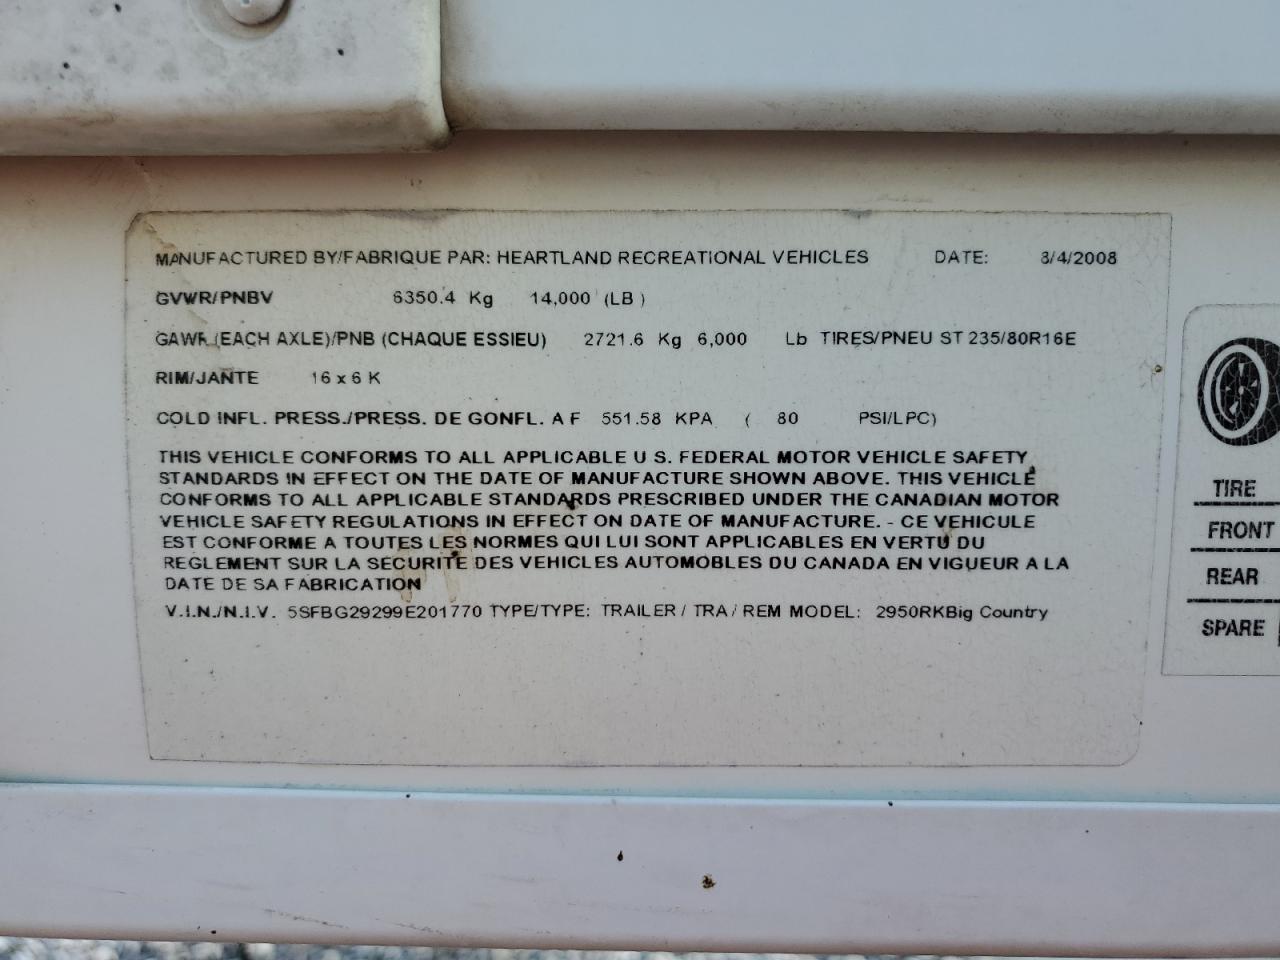 MANUFACTURED BY/FABRIQUE PAR: HEARTLAND RECREATIONAL VEHICLES DATE: 3/4/2008
GVWR/PNBV 6350.4 Kg 14,000 (LB)
GAWR (EACH AXLE)/PNB (CHAQUE ESSIEU) 2721.6 Kg 6,000 Lb TIRES/PNEU ST 235/80R16E
RIM/JANTE 16 x 6 K
COLD INFL. PRESS./PRESS. DE GONFL. A F 551.58 KPA ( 80 PSI/LPC)
THIS VEHICLE CONFORMS TO ALL APPLICABLE U S. FEDERAL MOTOR VEHICLE SAFETY
STANDARDS IN EFFECT ON THE DATE OF MANUFACTURE SHOWN ABOVE. THIS VEHICLE
CONFORMS TO ALL APPLICABLE STANDARDS PRESCRIBED UNDER THE CANADIAN MOTOR
VEHICLE SAFETY REGULATIONS IN EFFECT ON DATE OF MANUFACTURE. - CE VEHICULE
EST CONFORME A TOUTES LES NORMES QUI LUI SONT APPLICABLES EN VERTU DU
REGLEMENT SUR LA SECURITE DES VEHICLES AUTOMOBLES DU CANADA EN VIGUEUR A LA
DATE DE SA FABRICATION
V.I.N./N.I.V. 5SFBG29299E201770 TYPE/TYPE: TRAILER / TRA / REM MODEL: 2950RKBig Country
TIRE
FRONT
REAR
SPARE